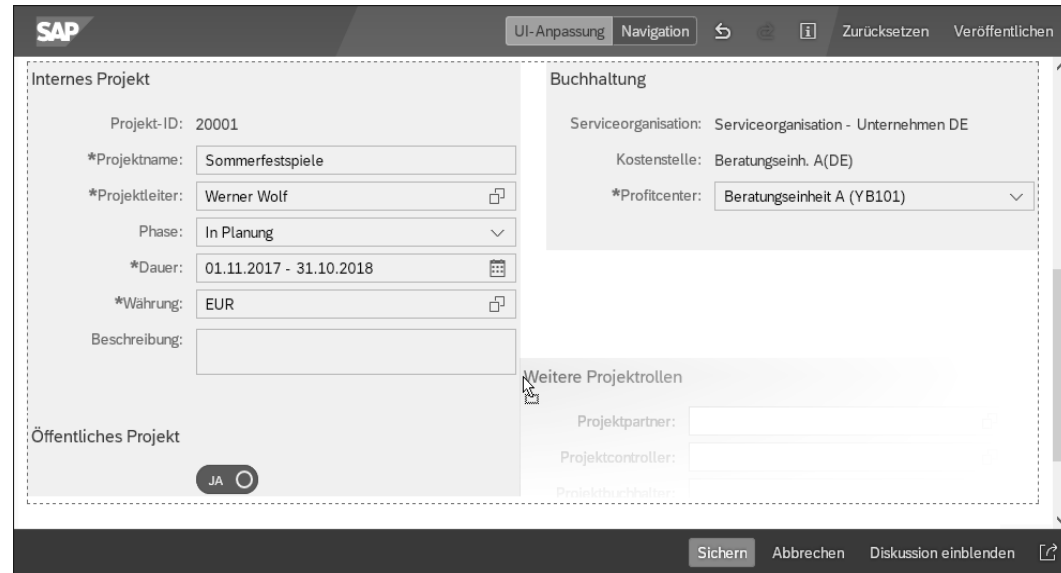 SAP
UI-Anpassung Navigation Zurücksetzen Veröffentlichen
Internes Projekt
Projekt-ID: 20001
*Projektname: Sommerfestspiele
*Projektleiter: Werner Wolf
Phase: In Planung
*Dauer: 01.11.2017 - 31.10.2018
*Währung: EUR
Beschreibung:
Öffentliches Projekt
JA
Buchhaltung
Serviceorganisation: Serviceorganisation - Unternehmen DE
Kostenstelle: Beratungseinh. A(DE)
*Profitcenter: Beratungseinheit A (YB101)
Weitere Projektrollen
Projektpartner:
Projektcontroller:
Projektbuchhalter:
Sichern Abbrechen Diskussion einblenden